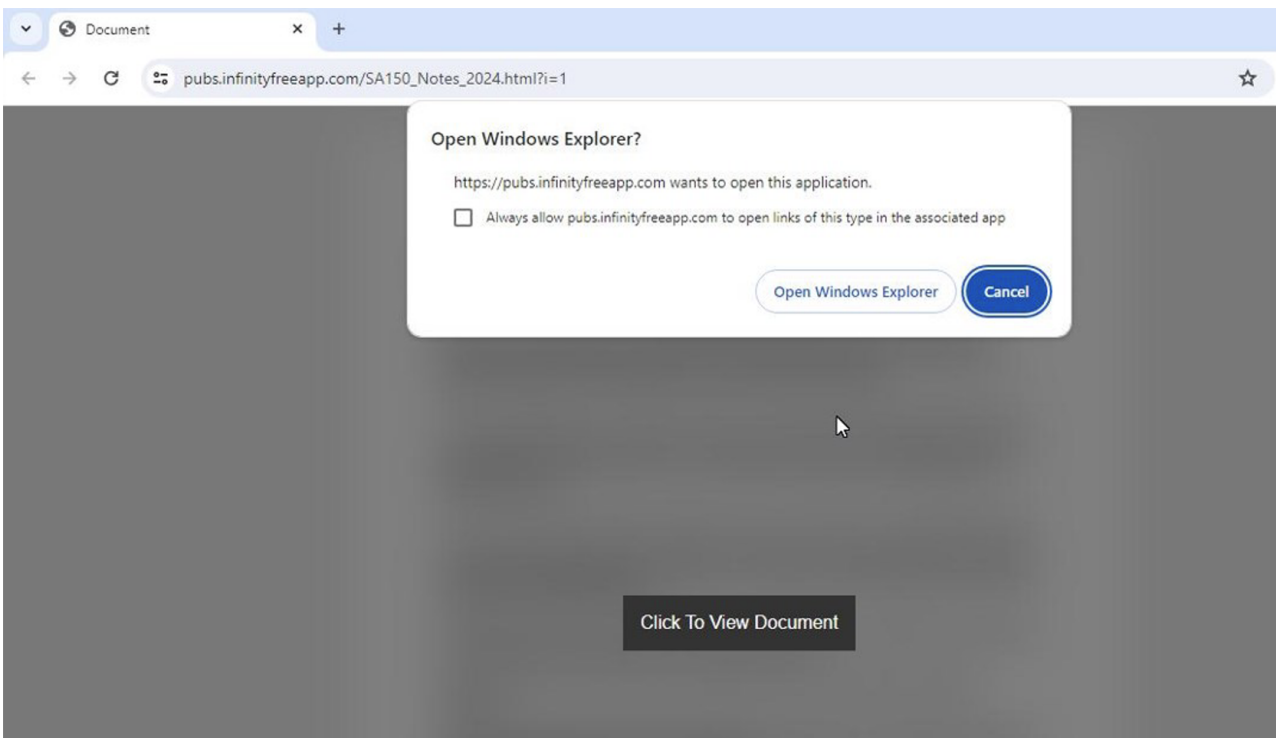 Document
pubs.infinityfreeapp.com/SA150_Notes_2024.html?i=1
Open Windows Explorer?
https://pubs.infinityfreeapp.com wants to open this application.
Always allow pubs.infinityfreeapp.com to open links of this type in the associated app
Open Windows Explorer Cancel
Click To View Document